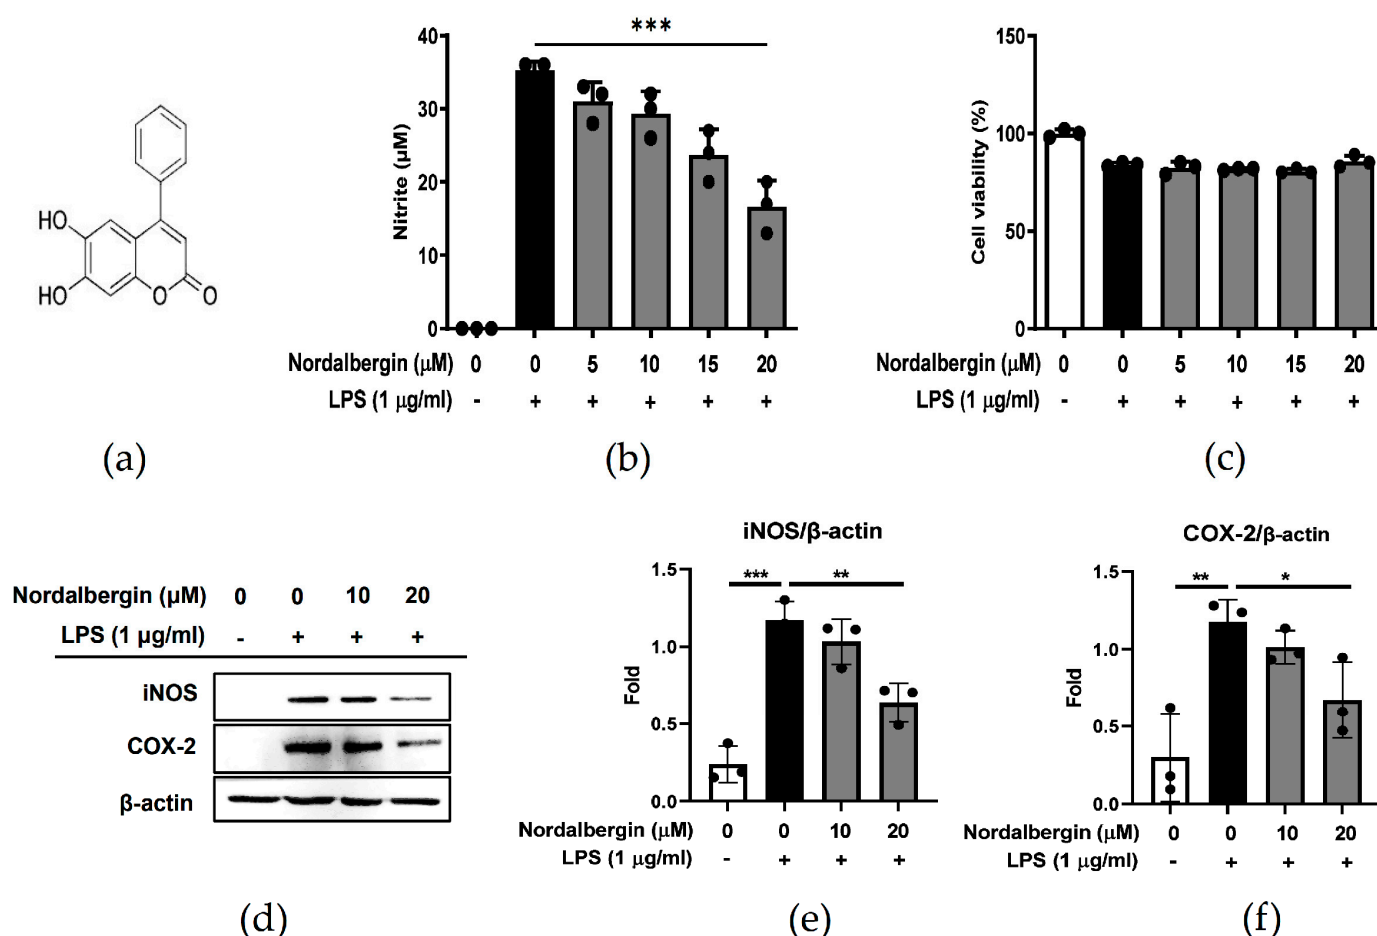 HO
HO
O
O
(a)
***
Nitrite (µM)
40
30
20
10
0
Nordalbergin (µM) 0 0 5 10 15 20
LPS (1 µg/ml) - + + + + +
(b)
Cell viability (%)
150
100
50
0
Nordalbergin (µM) 0 0 5 10 15 20
LPS (1 µg/ml) - + + + + +
(c)
Nordalbergin (µM) 0 0 10 20
LPS (1 µg/ml) - + + +
iNOS
COX-2
β-actin
(d)
iNOS/β-actin
*** **
Fold
1.5
1.0
0.5
0.0
Nordalbergin (µM) 0 0 10 20
LPS (1 µg/ml) - + + +
(e)
COX-2/β-actin
** *
Fold
1.5
1.0
0.5
0.0
Nordalbergin (µM) 0 0 10 20
LPS (1 µg/ml) - + + +
(f)